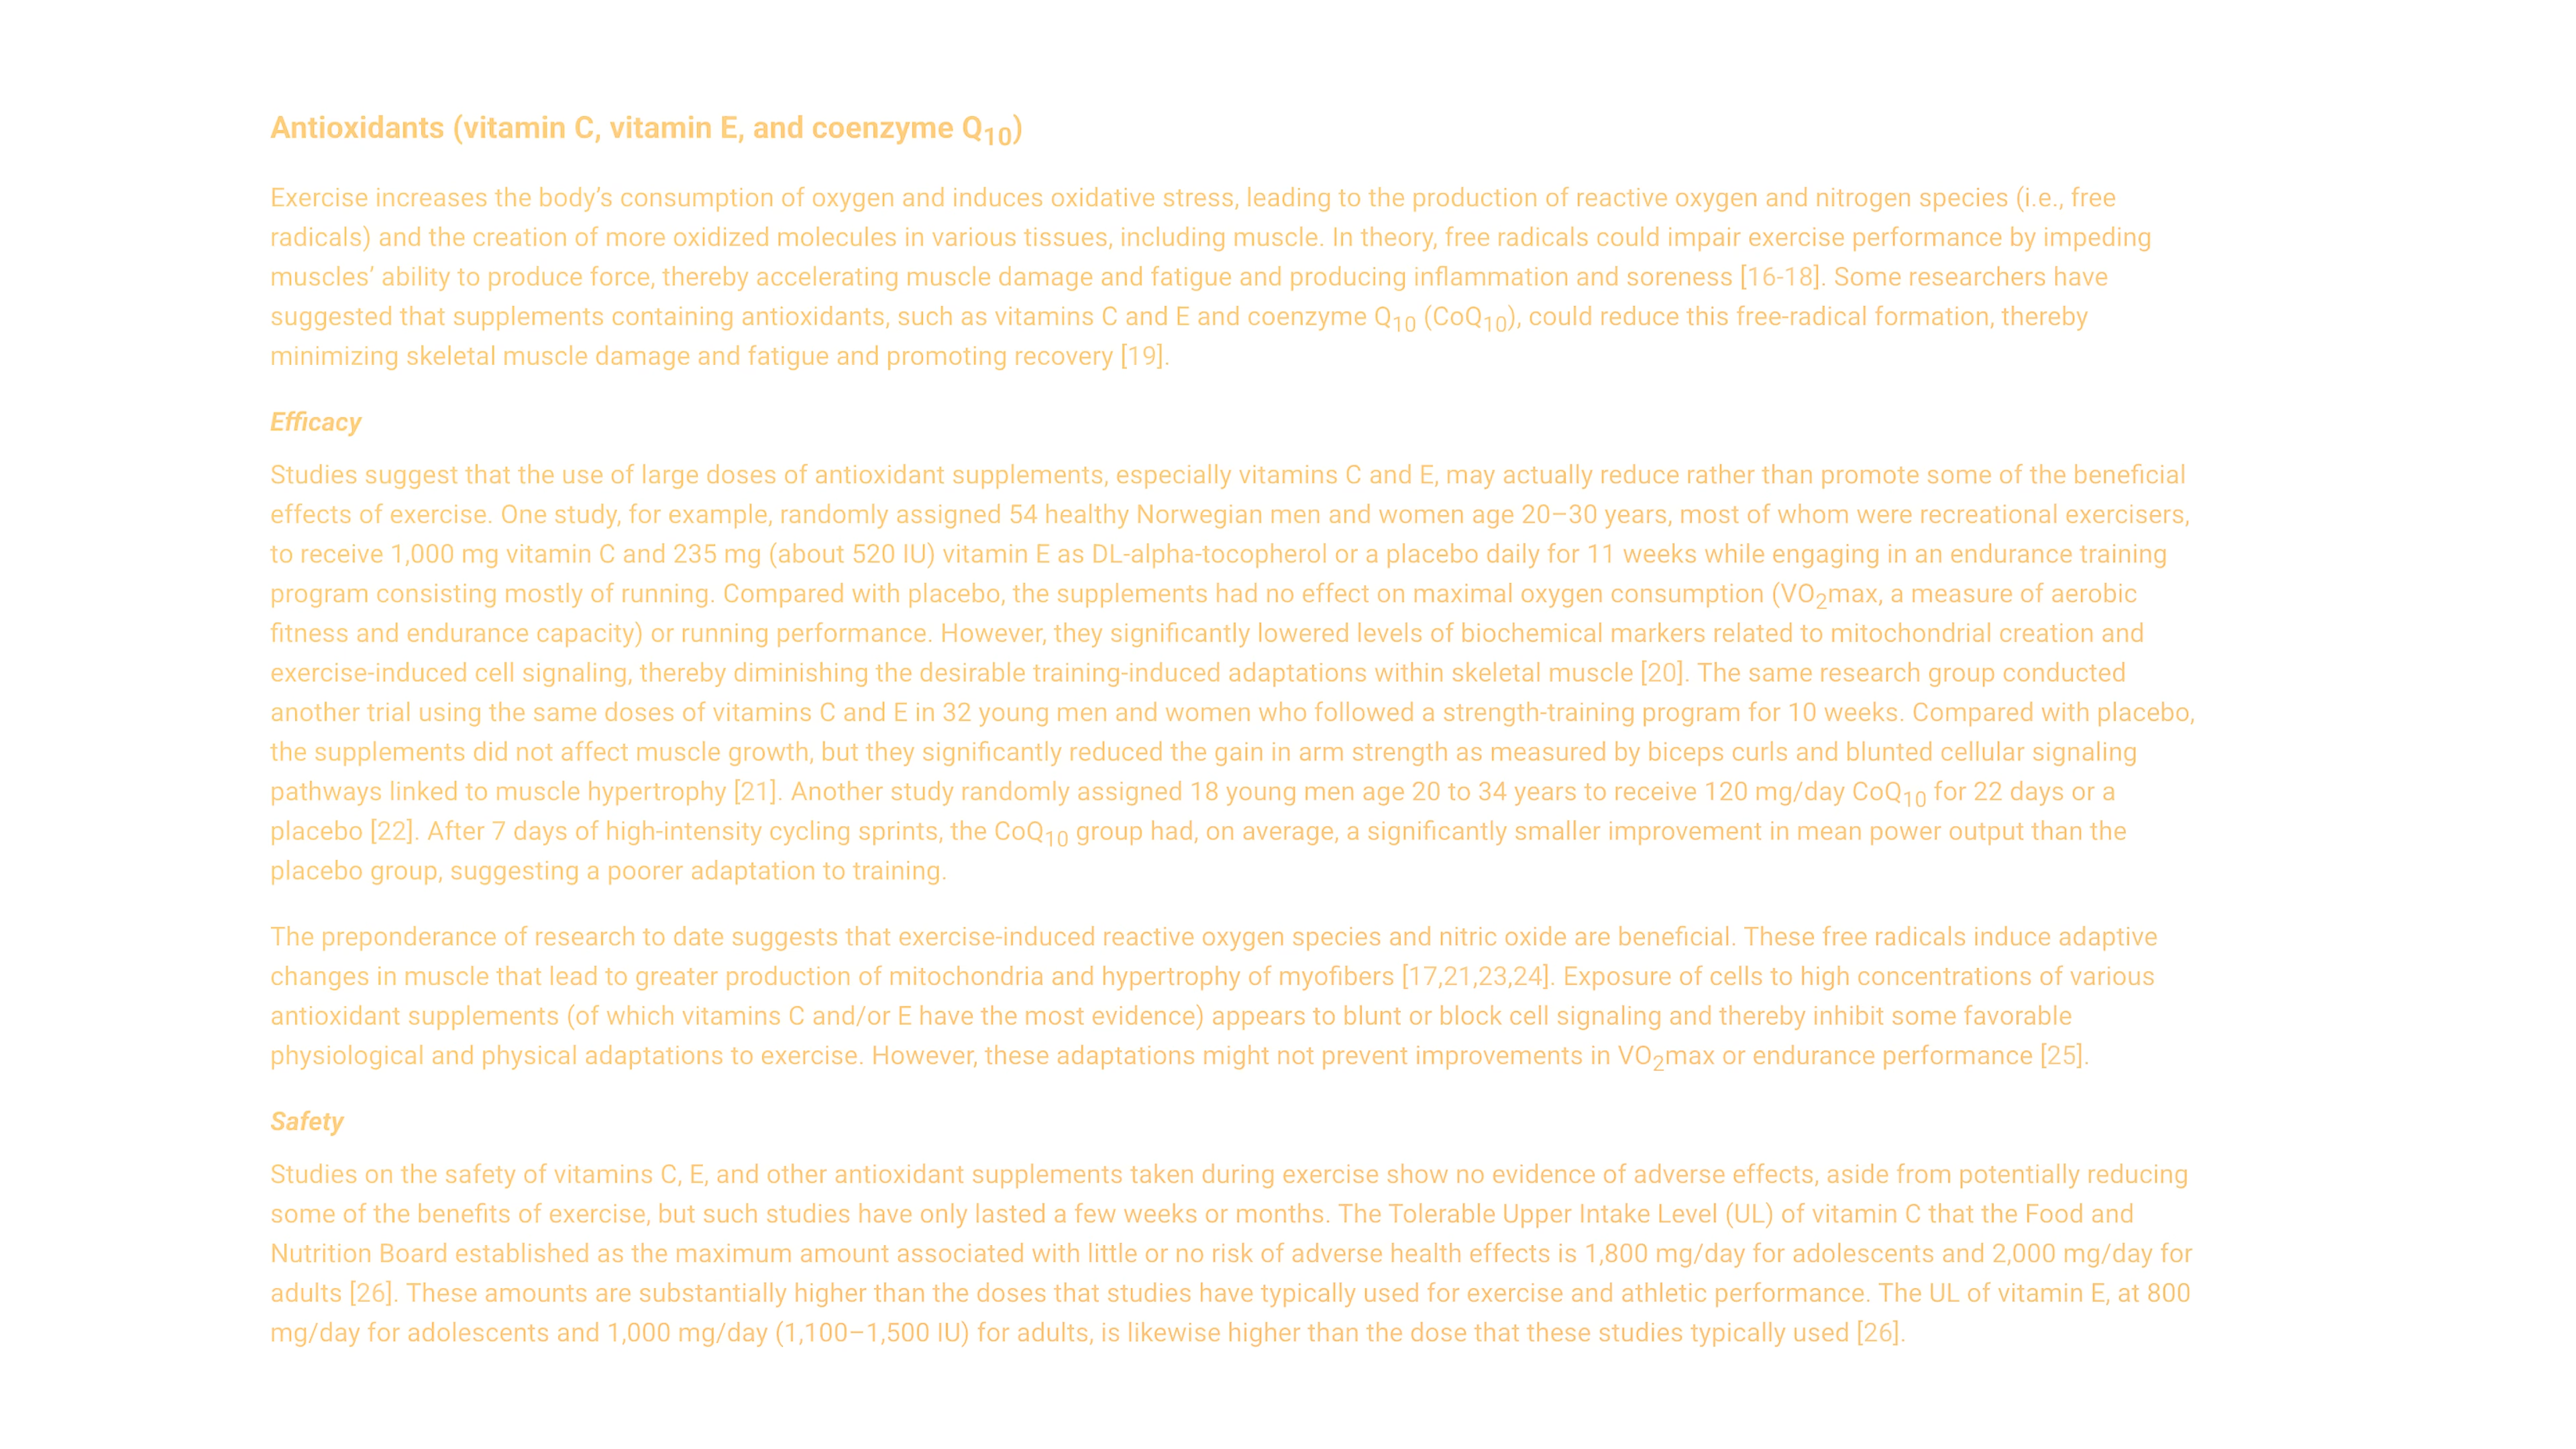 Antioxidants (vitamin C, vitamin E, and coenzyme Q10)
Exercise increases the body’s consumption of oxygen and induces oxidative stress, leading to the production of reactive oxygen and nitrogen species (i.e., free
radicals) and the creation of more oxidized molecules in various tissues, including muscle. In theory, free radicals could impair exercise performance by impeding
muscles’ ability to produce force, thereby accelerating muscle damage and fatigue and producing inflammation and soreness [16-18]. Some researchers have
suggested that supplements containing antioxidants, such as vitamins C and E and coenzyme Q10 (CoQ10), could reduce this free-radical formation, thereby
minimizing skeletal muscle damage and fatigue and promoting recovery [19].
Efficacy
Studies suggest that the use of large doses of antioxidant supplements, especially vitamins C and E, may actually reduce rather than promote some of the beneficial
effects of exercise. One study, for example, randomly assigned 54 healthy Norwegian men and women age 20–30 years, most of whom were recreational exercisers,
to receive 1,000 mg vitamin C and 235 mg (about 520 IU) vitamin E as DL-alpha-tocopherol or a placebo daily for 11 weeks while engaging in an endurance training
program consisting mostly of running. Compared with placebo, the supplements had no effect on maximal oxygen consumption (VO2max, a measure of aerobic
fitness and endurance capacity) or running performance. However, they significantly lowered levels of biochemical markers related to mitochondrial creation and
exercise-induced cell signaling, thereby diminishing the desirable training-induced adaptations within skeletal muscle [20]. The same research group conducted
another trial using the same doses of vitamins C and E in 32 young men and women who followed a strength-training program for 10 weeks. Compared with placebo,
the supplements did not affect muscle growth, but they significantly reduced the gain in arm strength as measured by biceps curls and blunted cellular signaling
pathways linked to muscle hypertrophy [21]. Another study randomly assigned 18 young men age 20 to 34 years to receive 120 mg/day CoQ10 for 22 days or a
placebo [22]. After 7 days of high-intensity cycling sprints, the CoQ10 group had, on average, a significantly smaller improvement in mean power output than the
placebo group, suggesting a poorer adaptation to training.
The preponderance of research to date suggests that exercise-induced reactive oxygen species and nitric oxide are beneficial. These free radicals induce adaptive
changes in muscle that lead to greater production of mitochondria and hypertrophy of myofibers [17,21,23,24]. Exposure of cells to high concentrations of various
antioxidant supplements (of which vitamins C and/or E have the most evidence) appears to blunt or block cell signaling and thereby inhibit some favorable
physiological and physical adaptations to exercise. However, these adaptations might not prevent improvements in VO2max or endurance performance [25].
Safety
Studies on the safety of vitamins C, E, and other antioxidant supplements taken during exercise show no evidence of adverse effects, aside from potentially reducing
some of the benefits of exercise, but such studies have only lasted a few weeks or months. The Tolerable Upper Intake Level (UL) of vitamin C that the Food and
Nutrition Board established as the maximum amount associated with little or no risk of adverse health effects is 1,800 mg/day for adolescents and 2,000 mg/day for
adults [26]. These amounts are substantially higher than the doses that studies have typically used for exercise and athletic performance. The UL of vitamin E, at 800
mg/day for adolescents and 1,000 mg/day (1,100–1,500 IU) for adults, is likewise higher than the dose that these studies typically used [26].